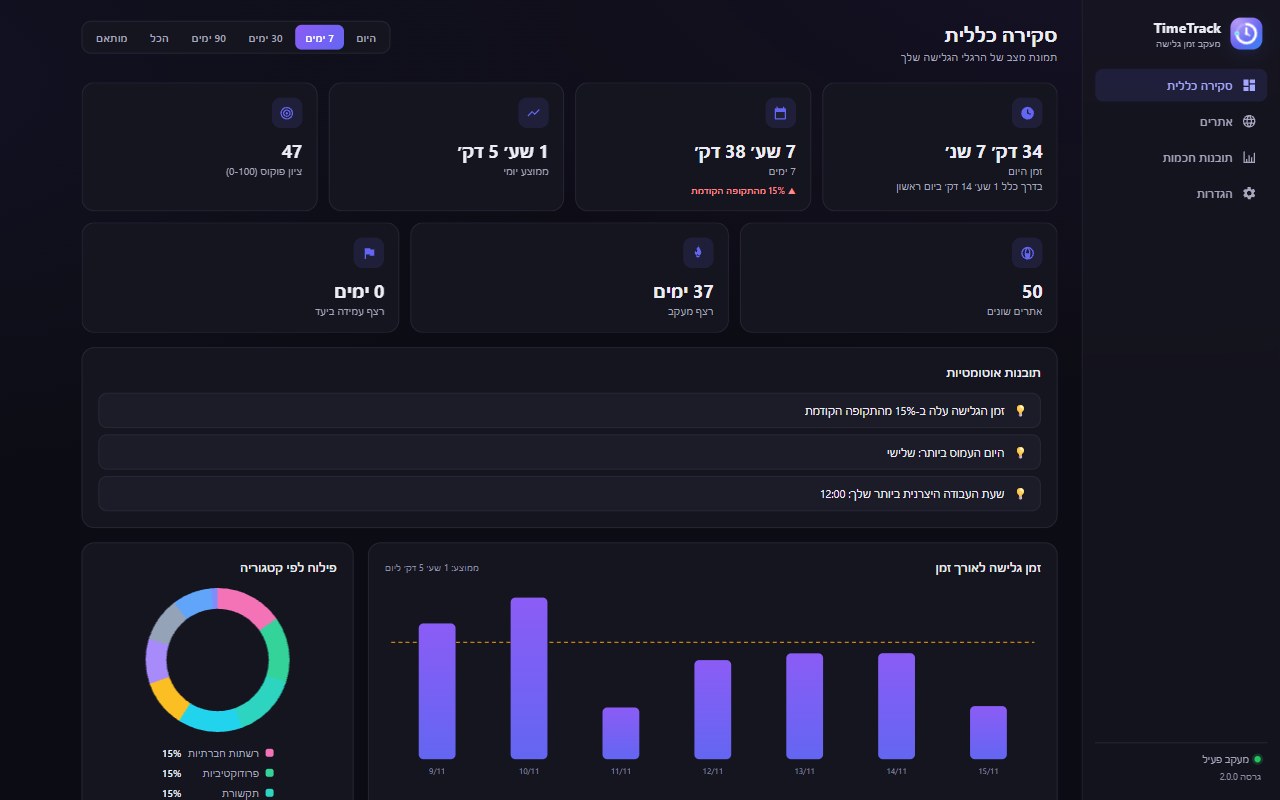 TimeTrack
מעקב זמן גלישה
סקירה כללית
אתרים
תובנות חכמות
הגדרות
מעקב פעיל
גרסה 2.0.0
סקירה כללית
תמונת מצב של הרגלי הגלישה שלך
היום
7 ימים
30 ימים
90 ימים
הכל
מותאם
34 דק׳ 7 שנ׳
זמן היום
בדרך כלל 1 שע׳ 14 דק׳ ביום ראשון
7 שע׳ 38 דק׳
7 ימים
▲ 15% מהתקופה הקודמת
1 שע׳ 5 דק׳
ממוצע יומי
47
ציון פוקוס (0-100)
50
אתרים שונים
37 ימים
רצף מעקב
0 ימים
רצף עמידה ביעד
תובנות אוטומטיות
זמן הגלישה עלה ב-15% מהתקופה הקודמת
היום העמוס ביותר: שלישי
שעת העבודה היצרנית ביותר שלך: 12:00
זמן גלישה לאורך זמן
ממוצע: 1 שע׳ 5 דק׳ ליום
9/11
10/11
11/11
12/11
13/11
14/11
15/11
פילוח לפי קטגוריה
רשתות חברתיות 15%
פרודוקטיביות 15%
תקשורת 15%